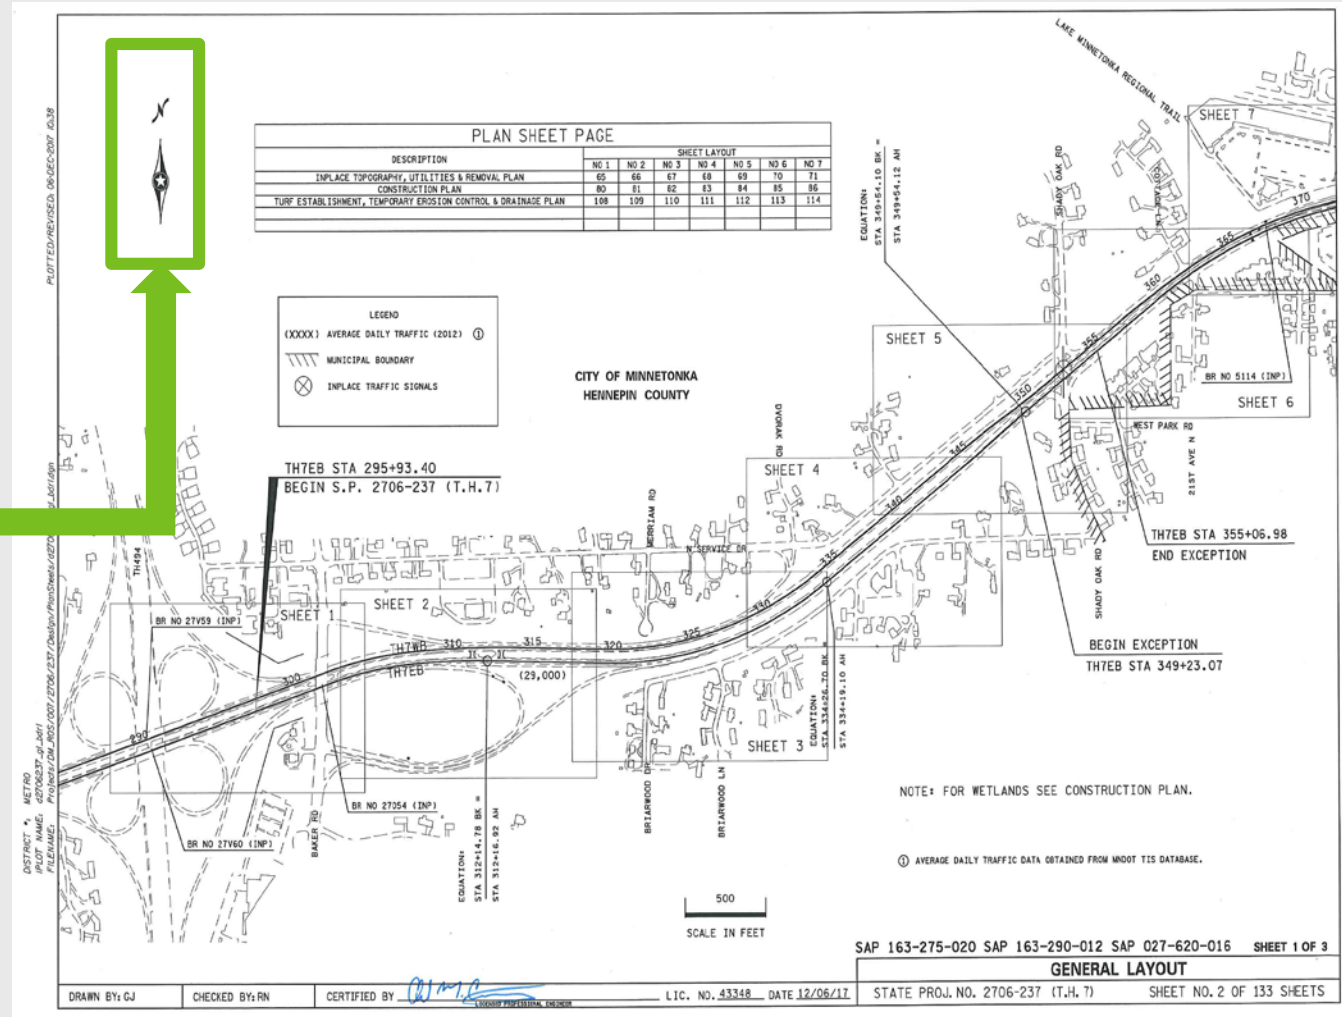 N
PLAN SHEET PAGE
DESCRIPTION
SHEET LAYOUT
NO 1 NO 2 NO 3 NO 4 NO 5 NO 6 NO 7
INPLACE TOPOGRAPHY, UTILITIES & REMOVAL PLAN 65 66 67 68 69 70 71
CONSTRUCTION PLAN 80 81 82 83 84 85 86
TURF ESTABLISHMENT, TEMPORARY EROSION CONTROL & DRAINAGE PLAN 108 109 110 111 112 113 114
LEGEND
(XXXX) AVERAGE DAILY TRAFFIC (2012) ①
MUNICIPAL BOUNDARY
INPLACE TRAFFIC SIGNALS
CITY OF MINNETONKA
HENNEPIN COUNTY
LAKE MINNETONKA REGIONAL TRAIL
SHEET 7
SHADY OAK RD
EQUATION:
STA 349+54.10 BK =
STA 349+54.12 AH
370
365
360
355
350
345
340
335
330
325
320
315
310
300
290
SHEET 5
BR NO 5114 (INP)
SHEET 6
WEST PARK RD
21ST AVE N
DVORAK RD
SHEET 4
TH7EB STA 295+93.40
BEGIN S.P. 2706-237 (T.H.7)
MERRIAM RD
N SERVICE DR
TH7EB STA 355+06.98
END EXCEPTION
SHADY OAK RD
BEGIN EXCEPTION
TH7EB STA 349+23.07
TH494
SHEET 1
SHEET 2
BR NO 27V59 (INP)
TH7WB
TH7EB
(29,000)
EQUATION:
STA 334+26.70 BK =
STA 334+19.10 AH
SHEET 3
BRIARWOOD DR
BRIARWOOD LN
BR NO 27054 (INP)
BR NO 27V60 (INP)
BAKER RD
EQUATION:
STA 312+14.78 BK =
STA 312+16.92 AH
NOTE: FOR WETLANDS SEE CONSTRUCTION PLAN.
① AVERAGE DAILY TRAFFIC DATA OBTAINED FROM MNDOT TIS DATABASE.
500
SCALE IN FEET
PLOTTED/REVISED: 06-DEC-2017 10:38
DISTRICT METRO
IPLOT NAME: d2706237_gl_bdr1
FILENAME:
SAP 163-275-020 SAP 163-290-012 SAP 027-620-016 SHEET 1 OF 3
GENERAL LAYOUT
DRAWN BY: GJ CHECKED BY: RN CERTIFIED BY LICENSED PROFESSIONAL ENGINEER LIC. NO. 43348 DATE 12/06/17 STATE PROJ. NO. 2706-237 (T.H. 7) SHEET NO. 2 OF 133 SHEETS